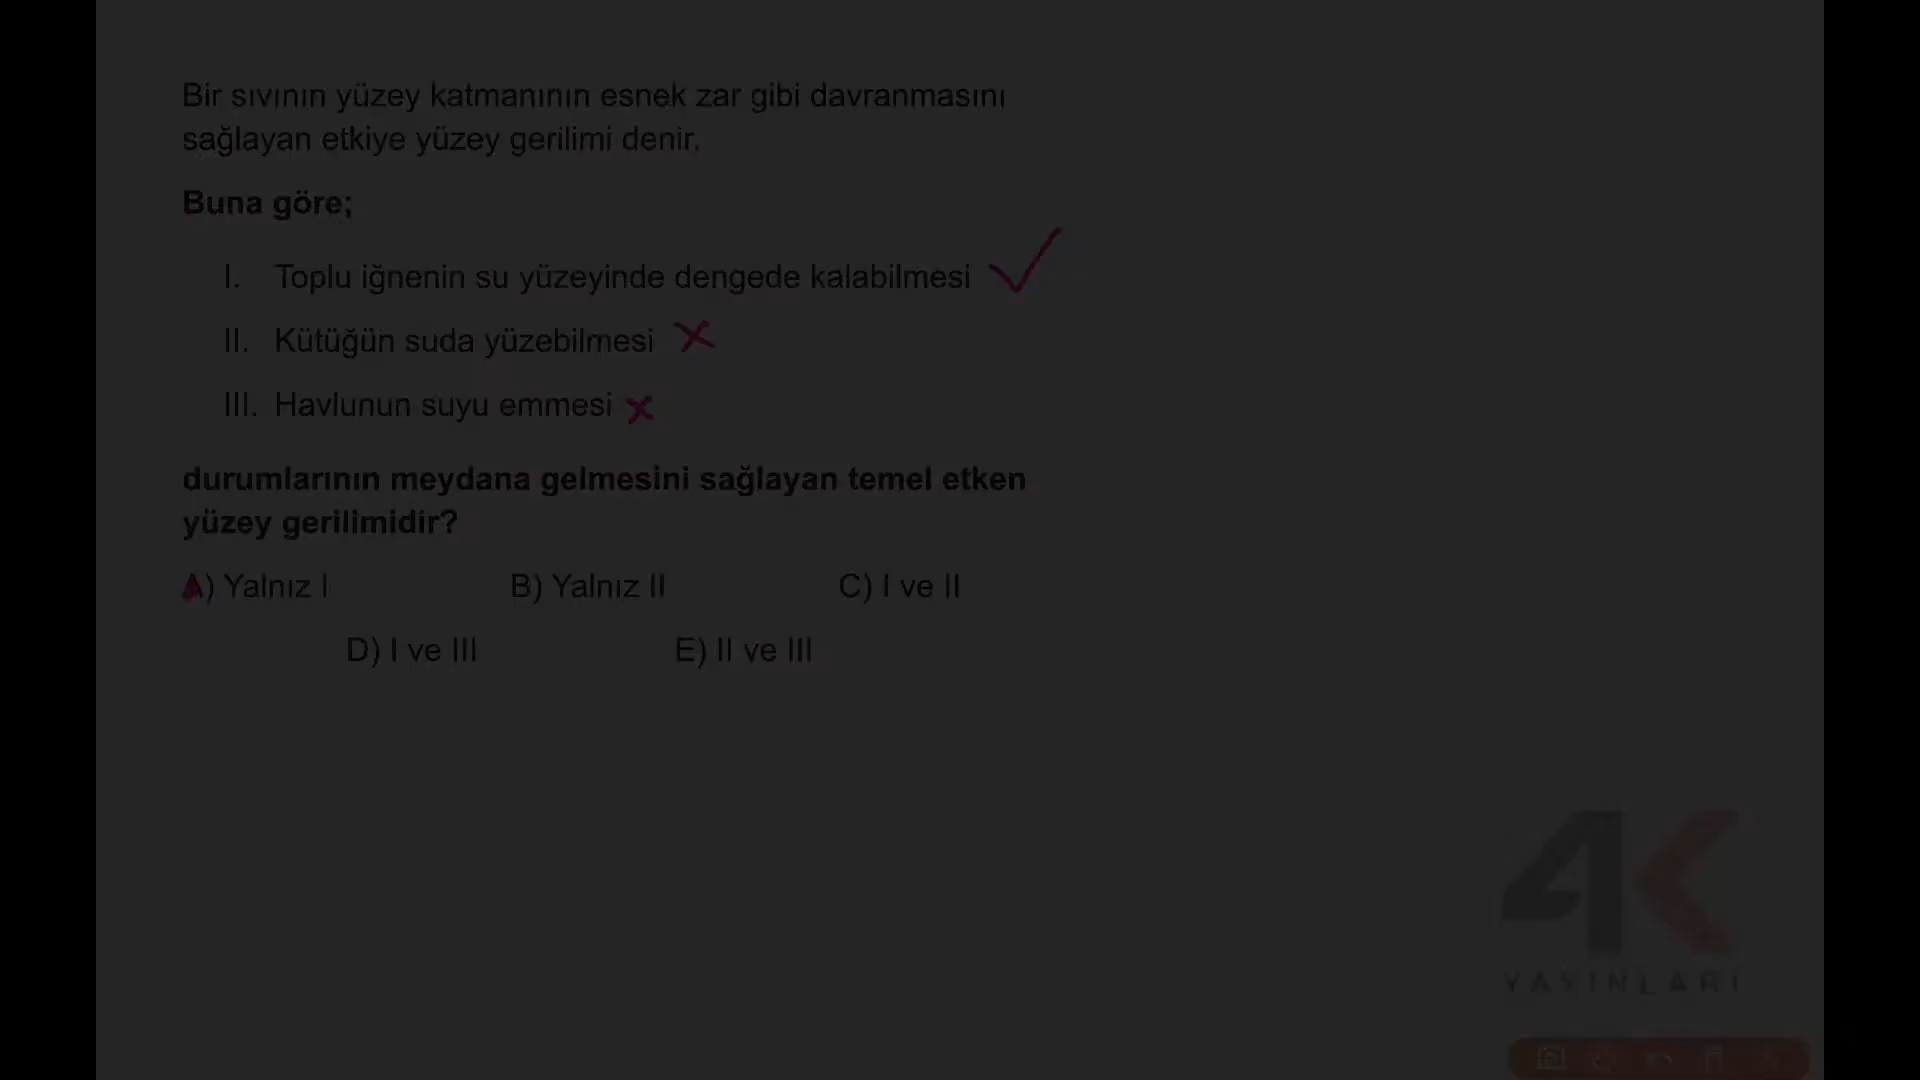 Bir sıvının yüzey katmanının esnek zar gibi davranmasını
sağlayan etkiye yüzey gerilimi denir.
Buna göre;
I. Toplu iğnenin su yüzeyinde dengede kalabilmesi
II. Kütüğün suda yüzebilmesi
III. Havlunun suyu emmesi
durumlarının meydana gelmesini sağlayan temel etken
yüzey gerilimidir?
A) Yalnız I B) Yalnız II C) I ve II
D) I ve III E) II ve III
4K
YAYINLARI